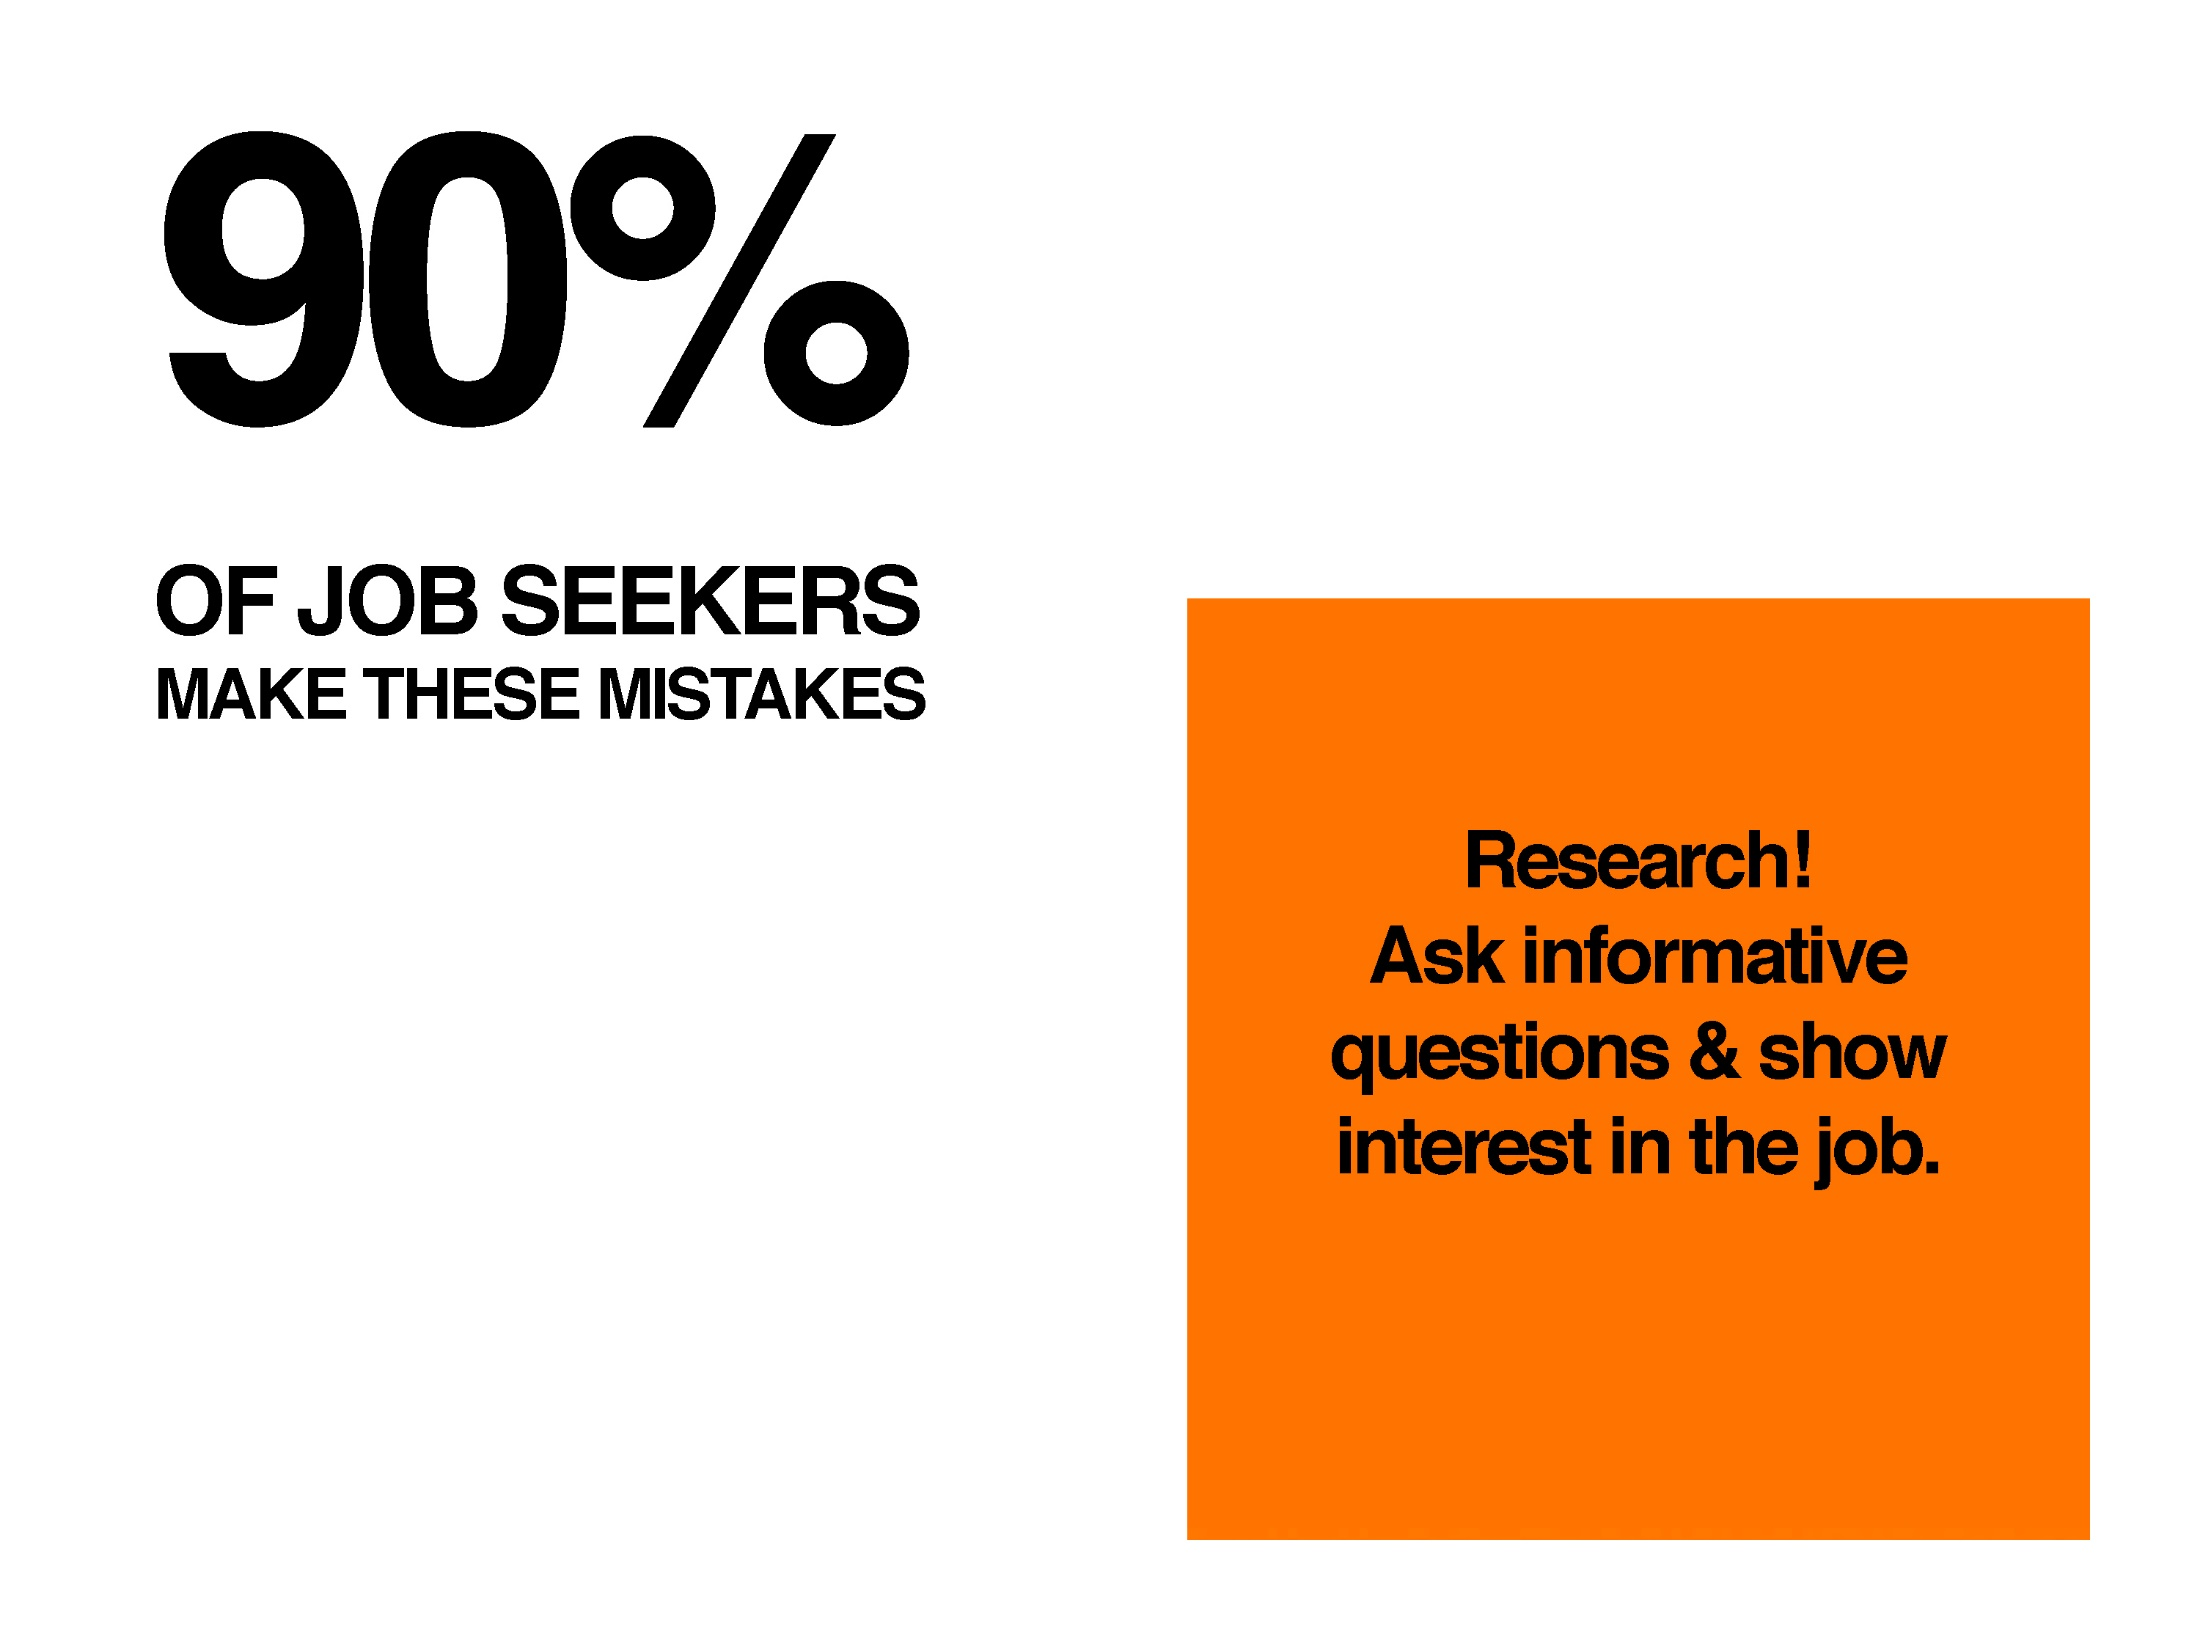 90%
OF JOB SEEKERS
MAKE THESE MISTAKES
Research!
Ask informative
questions & show
interest in the job.